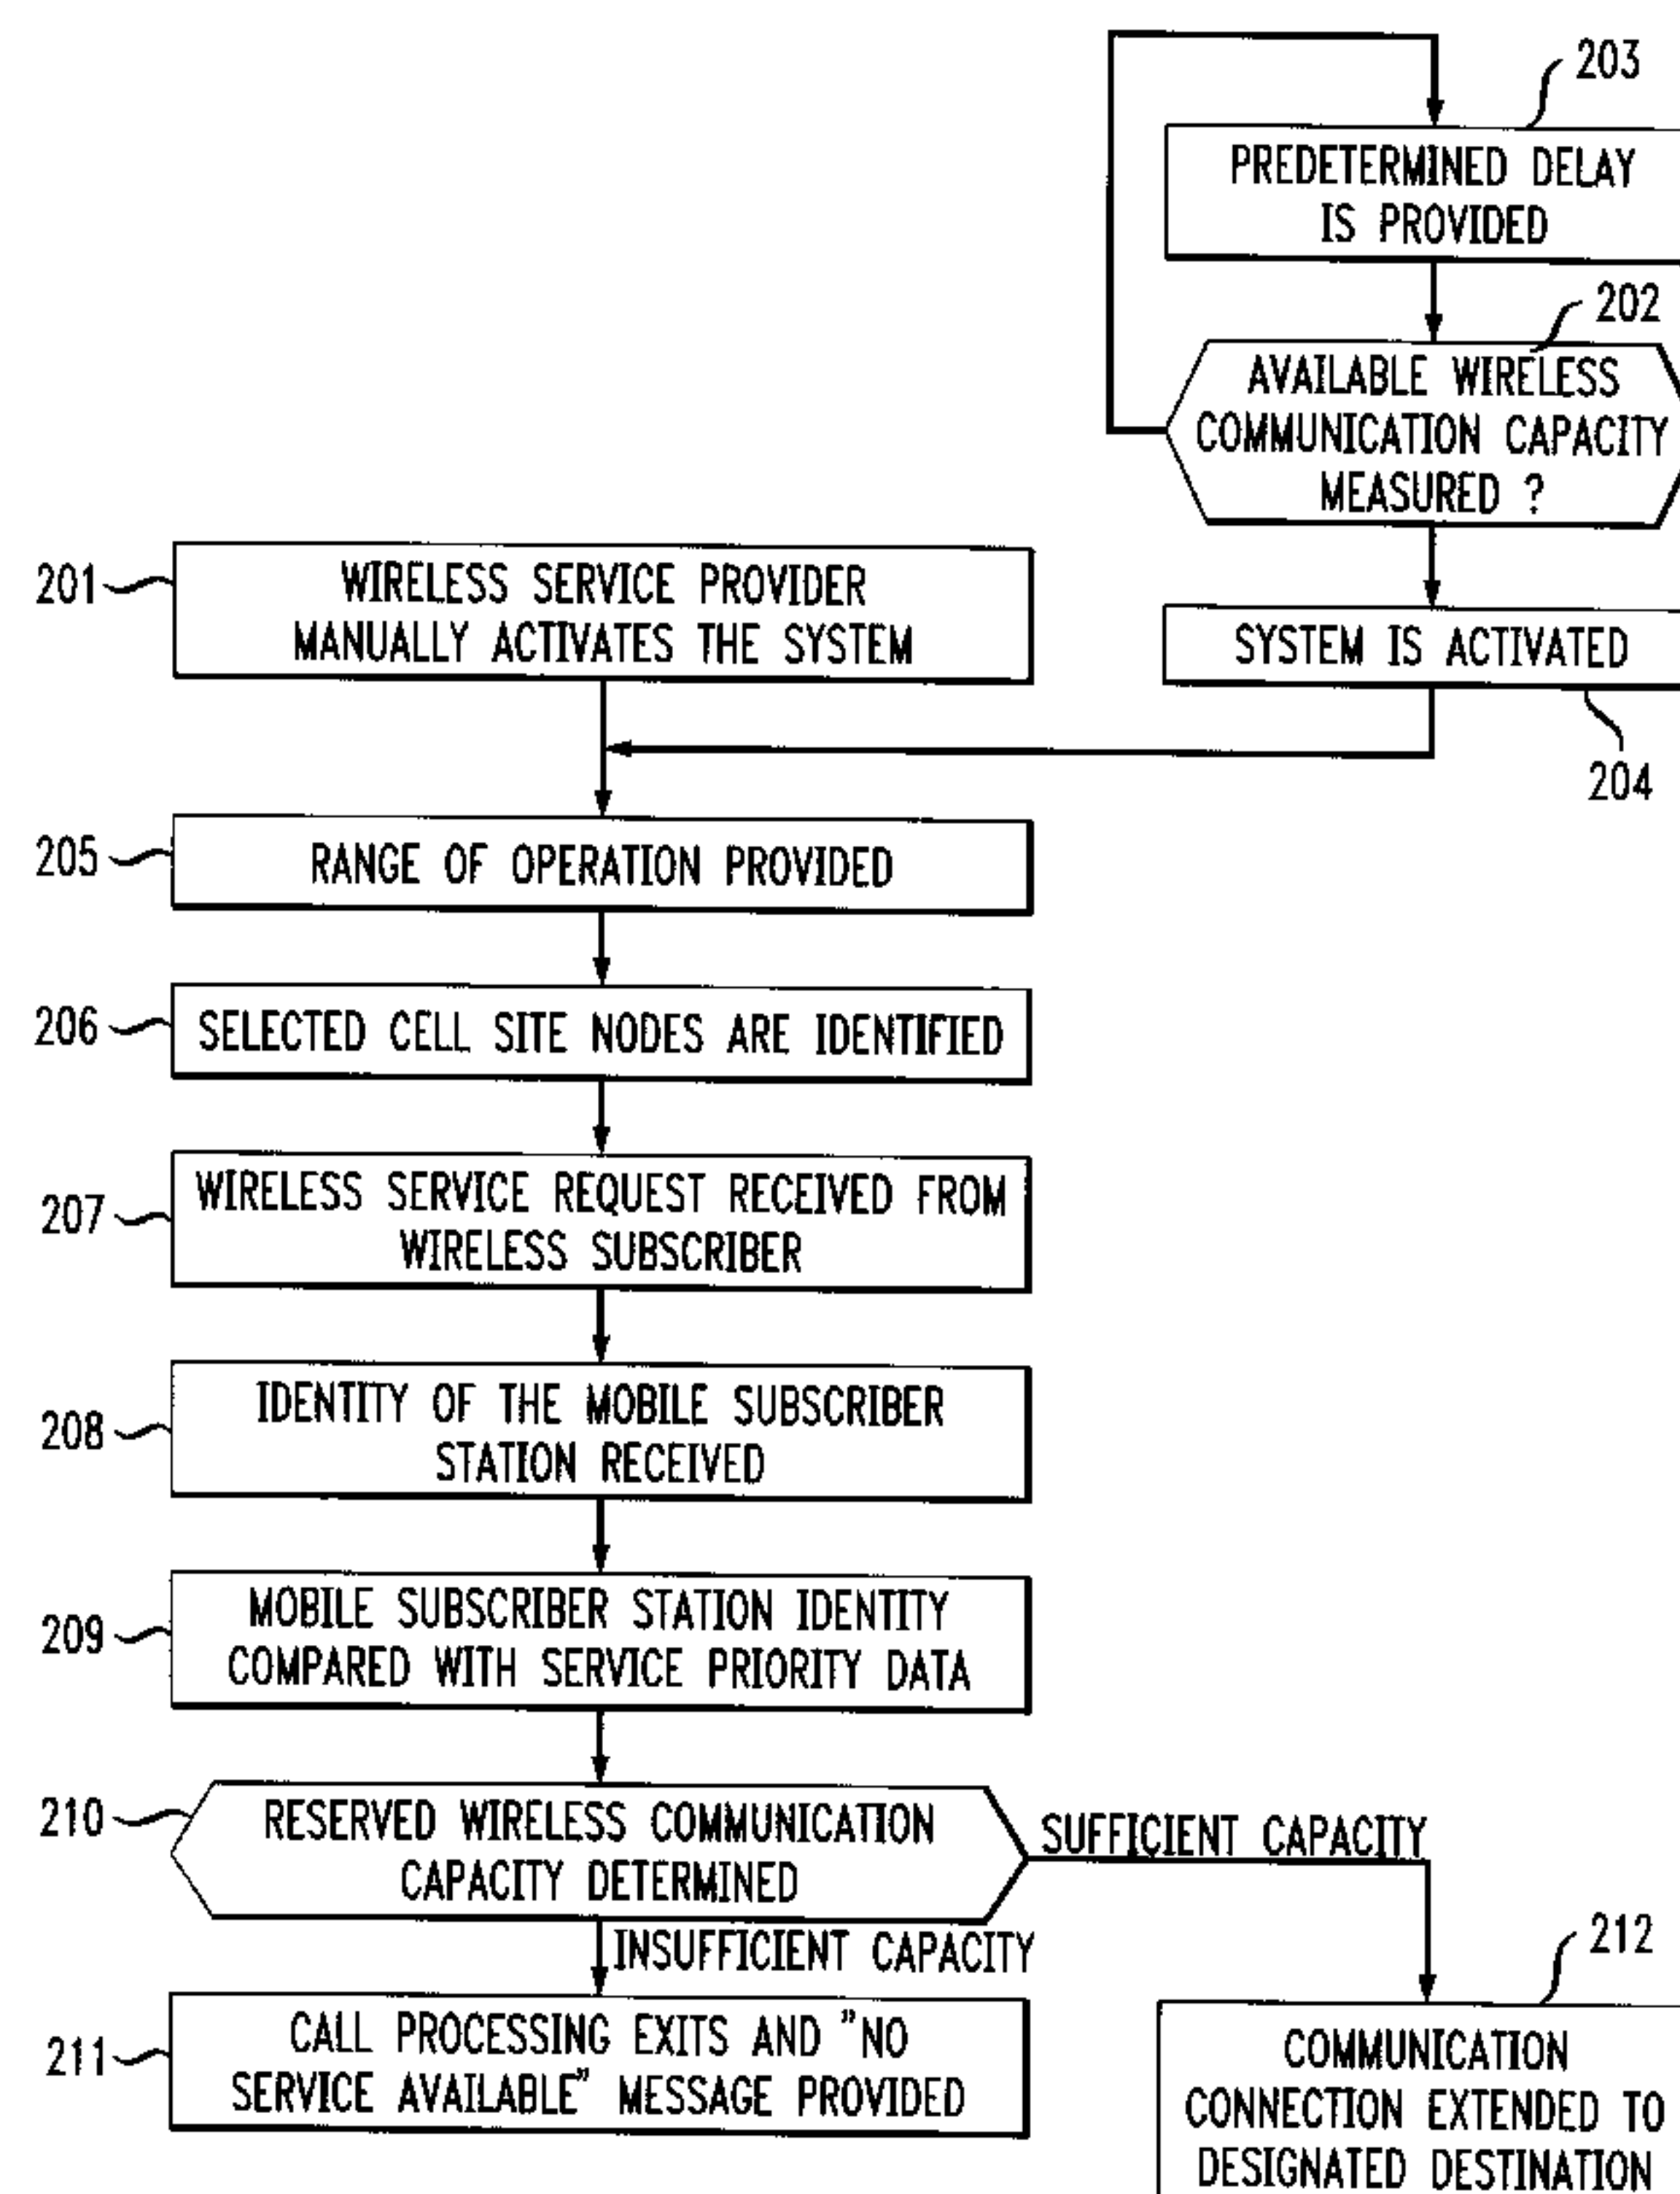 203
PREDETERMINED DELAY
IS PROVIDED
202
AVAILABLE WIRELESS
COMMUNICATION CAPACITY
MEASURED ?
201
WIRELESS SERVICE PROVIDER
MANUALLY ACTIVATES THE SYSTEM
SYSTEM IS ACTIVATED
204
205
RANGE OF OPERATION PROVIDED
206
SELECTED CELL SITE NODES ARE IDENTIFIED
207
WIRELESS SERVICE REQUEST RECEIVED FROM
WIRELESS SUBSCRIBER
208
IDENTITY OF THE MOBILE SUBSCRIBER
STATION RECEIVED
209
MOBILE SUBSCRIBER STATION IDENTITY
COMPARED WITH SERVICE PRIORITY DATA
210
RESERVED WIRELESS COMMUNICATION
CAPACITY DETERMINED
SUFFICIENT CAPACITY
INSUFFICIENT CAPACITY
211
CALL PROCESSING EXITS AND "NO
SERVICE AVAILABLE" MESSAGE PROVIDED
212
COMMUNICATION
CONNECTION EXTENDED TO
DESIGNATED DESTINATION